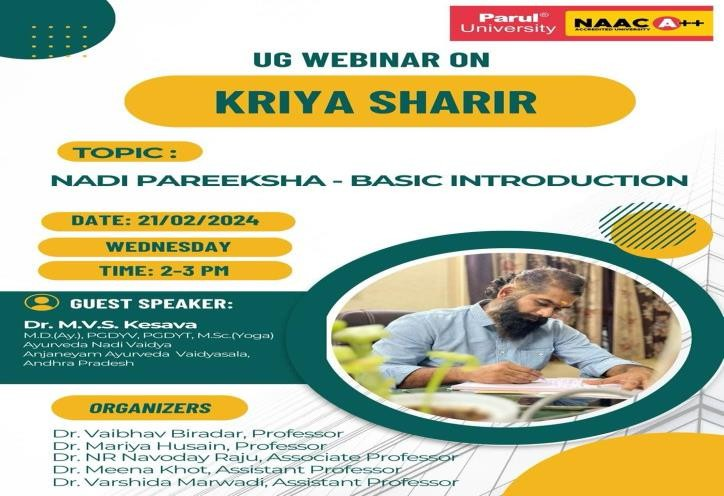 Parul®
University
NAAC A++
ACCREDITED UNIVERSITY
UG WEBINAR ON
KRIYA SHARIR
TOPIC :
NADI PAREEKSHA - BASIC INTRODUCTION
DATE: 21/02/2024
WEDNESDAY
TIME: 2-3 PM
GUEST SPEAKER:
Dr. M.V.S. Kesava
M.D.(Ay.), PGDYV, PGDYT, M.Sc.(Yoga)
Ayurveda Nadi Vaidya
Anjaneyam Ayurveda Vaidyasala,
Andhra Pradesh
ORGANIZERS
Dr. Vaibhav Biradar, Professor
Dr. Mariya Husain, Professor
Dr. NR Navoday Raju, Associate Professor
Dr. Meena Khot, Assistant Professor
Dr. Varshida Marwadi, Assistant Professor